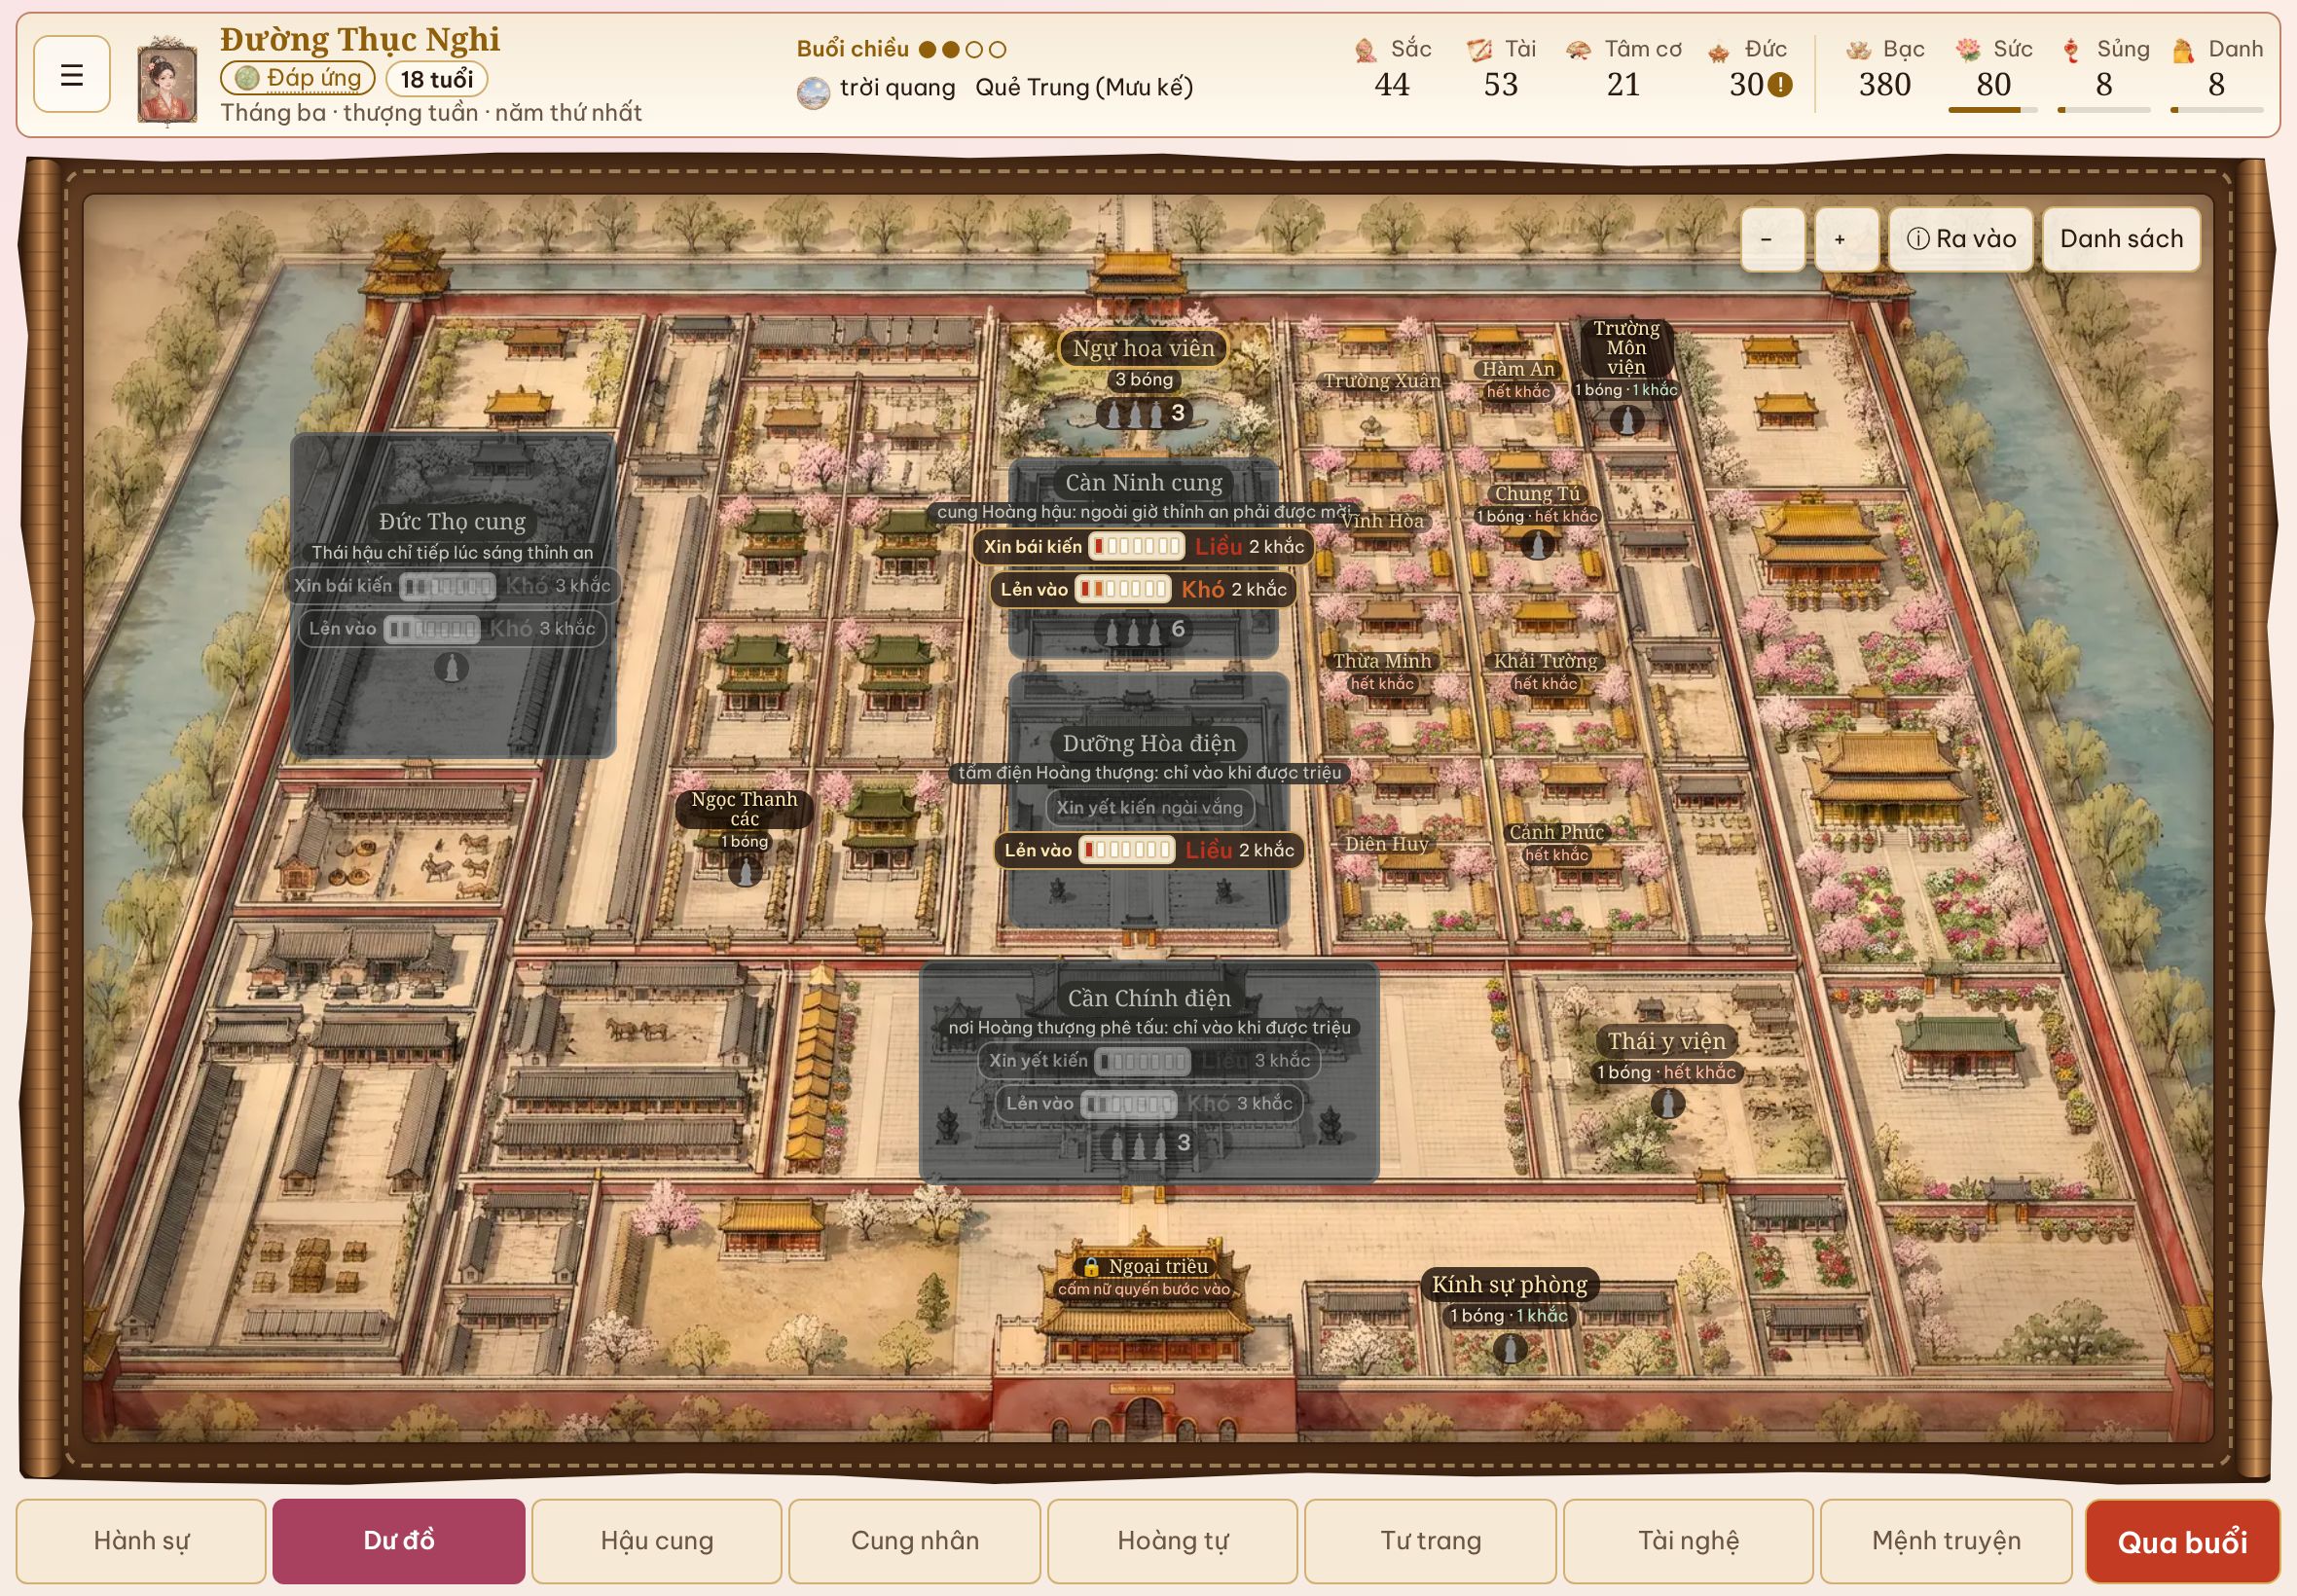 ☰
Đường Thục Nghi
Đáp ứng
18 tuổi
Tháng ba · thượng tuần · năm thứ nhất
Buổi chiều
trời quang Quẻ Trung (Mưu kế)
Sắc
44
Tài
53
Tâm cơ
21
Đức
30 !
Bạc
380
Sức
80
Sủng
8
Danh
8
-
+
ⓘ Ra vào
Danh sách
Ngự hoa viên
3 bóng
3
Trường Xuân
Hàm An
hết khắc
Trường
Môn
viện
1 bóng · 1 khắc
Đức Thọ cung
Thái hậu chỉ tiếp lúc sáng thỉnh an
Xin bái kiến Khó 3 khắc
Lẻn vào Khó 3 khắc
Càn Ninh cung
cung Hoàng hậu: ngoài giờ thỉnh an phải được mời
Xin bái kiến Liều 2 khắc
Lẻn vào Khó 2 khắc
6
Vĩnh Hòa
Chung Tú
1 bóng · hết khắc
Thừa Minh
hết khắc
Khải Tường
hết khắc
Dưỡng Hòa điện
tẩm điện Hoàng thượng: chỉ vào khi được triệu
Xin yết kiến ngài vắng
Lẻn vào Liều 2 khắc
Ngọc Thanh
các
1 bóng
Diên Huy
Cảnh Phúc
hết khắc
Cần Chính điện
nơi Hoàng thượng phê tấu: chỉ vào khi được triệu
Xin yết kiến Liều 3 khắc
Lẻn vào Khó 3 khắc
3
Thái y viện
1 bóng · hết khắc
🔒 Ngoại triều
cấm nữ quyến bước vào
Kính sự phòng
1 bóng · 1 khắc
Hành sự
Dư đồ
Hậu cung
Cung nhân
Hoàng tự
Tư trang
Tài nghệ
Mệnh truyện
Qua buổi